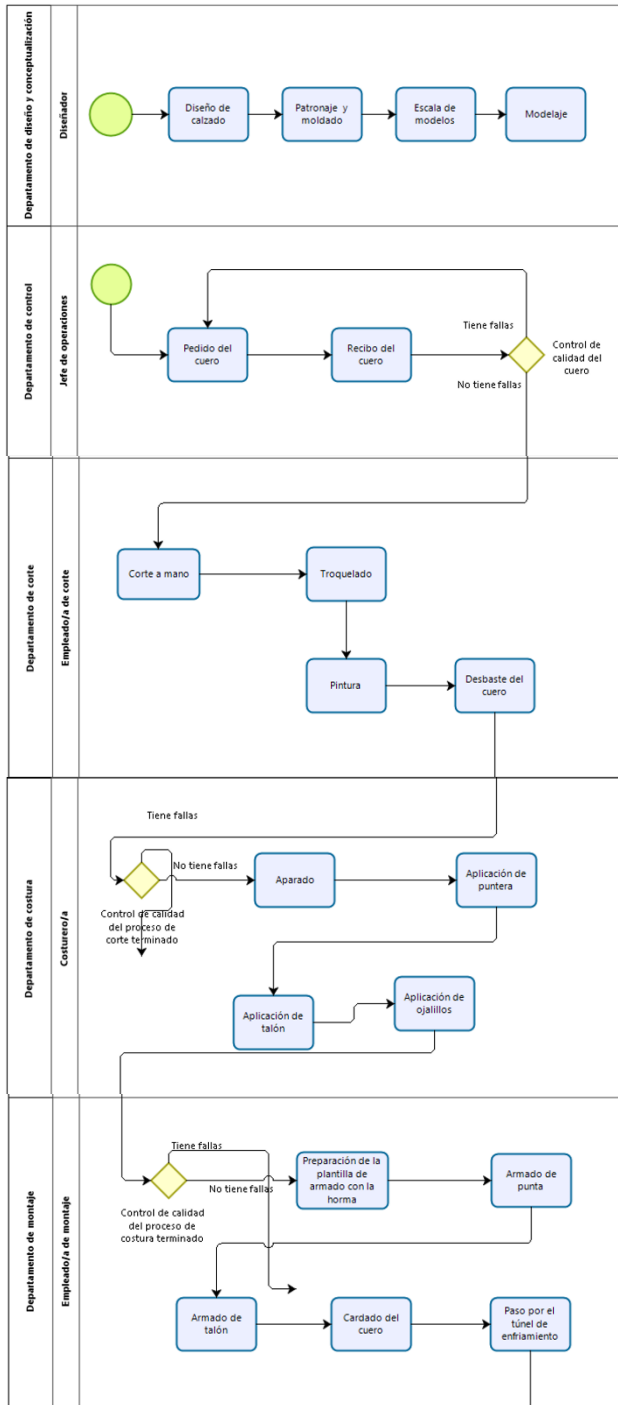 Departamento de diseño y conceptualización
Diseñador
Diseño de
calzado
Patronaje y
moldado
Escala de
modelos
Modelaje
Departamento de control
Jefe de operaciones
Pedido del
cuero
Recibo del
cuero
Tiene fallas
No tiene fallas
Control de
calidad del
cuero
Departamento de corte
Empleado/a de corte
Corte a mano
Troquelado
Pintura
Desbaste del
cuero
Departamento de costura
Costurero/a
Tiene fallas
No tiene fallas
Control de calidad
del proceso de
corte terminado
Aparado
Aplicación de
puntera
Aplicación de
talón
Aplicación de
ojalillos
Departamento de montaje
Empleado/a de montaje
Tiene fallas
No tiene fallas
Control de calidad
del proceso de
costura terminado
Preparación de la
plantilla de
armado con la
horma
Armado de
punta
Armado de
talón
Cardado del
cuero
Paso por el
túnel de
enfriamiento